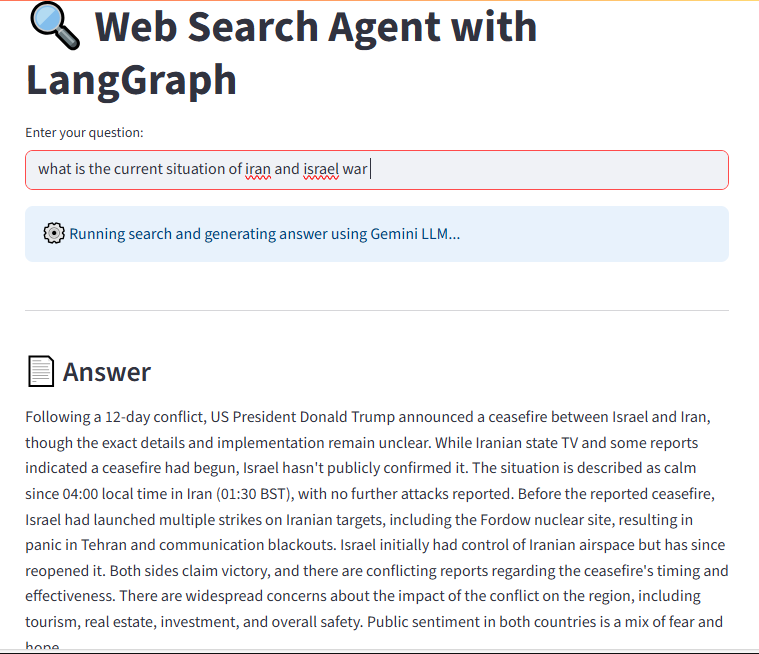 Web Search Agent with
LangGraph
Enter your question:
what is the current situation of iran and israel war
Running search and generating answer using Gemini LLM...
Answer
Following a 12-day conflict, US President Donald Trump announced a ceasefire between Israel and Iran,
though the exact details and implementation remain unclear. While Iranian state TV and some reports
indicated a ceasefire had begun, Israel hasn't publicly confirmed it. The situation is described as calm
since 04:00 local time in Iran (01:30 BST), with no further attacks reported. Before the reported ceasefire,
Israel had launched multiple strikes on Iranian targets, including the Fordow nuclear site, resulting in
panic in Tehran and communication blackouts. Israel initially had control of Iranian airspace but has since
reopened it. Both sides claim victory, and there are conflicting reports regarding the ceasefire's timing and
effectiveness. There are widespread concerns about the impact of the conflict on the region, including
tourism, real estate, investment, and overall safety. Public sentiment in both countries is a mix of fear and
hope.